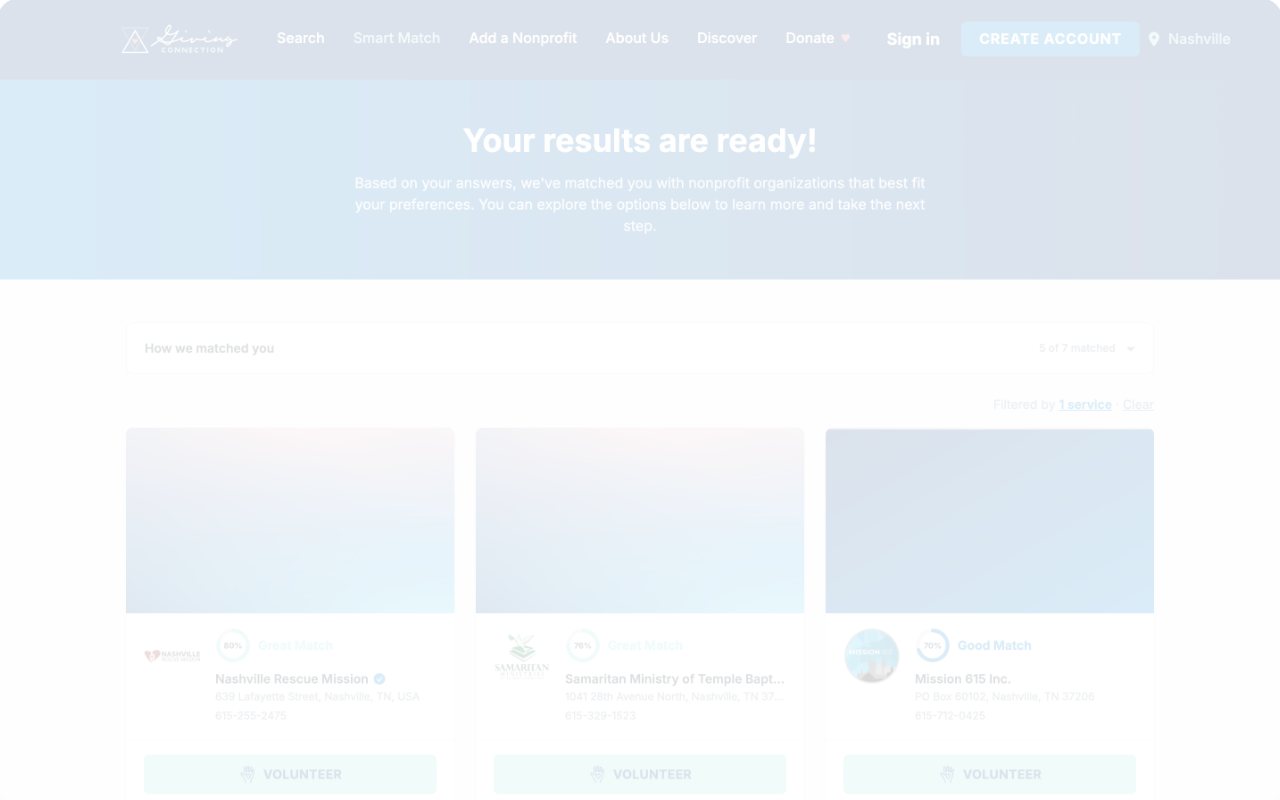 Giving
CONNECTION
Search
Smart Match
Add a Nonprofit
About Us
Discover
Donate
Sign in
CREATE ACCOUNT
Nashville
Your results are ready!
Based on your answers, we've matched you with nonprofit organizations that best fit
your preferences. You can explore the options below to learn more and take the next
step.
How we matched you
5 of 7 matched
Filtered by 1 service · Clear
NASHVILLE
80%
Great Match
Nashville Rescue Mission
639 Lafayette Street, Nashville, TN, USA
615-255-2475
VOLUNTEER
SAMARITAN
76%
Great Match
Samaritan Ministry of Temple Bapt...
1041 28th Avenue North, Nashville, TN 37...
615-329-1523
VOLUNTEER
MISSION
70%
Good Match
Mission 615 Inc.
PO Box 60102, Nashville, TN 37206
615-712-0425
VOLUNTEER